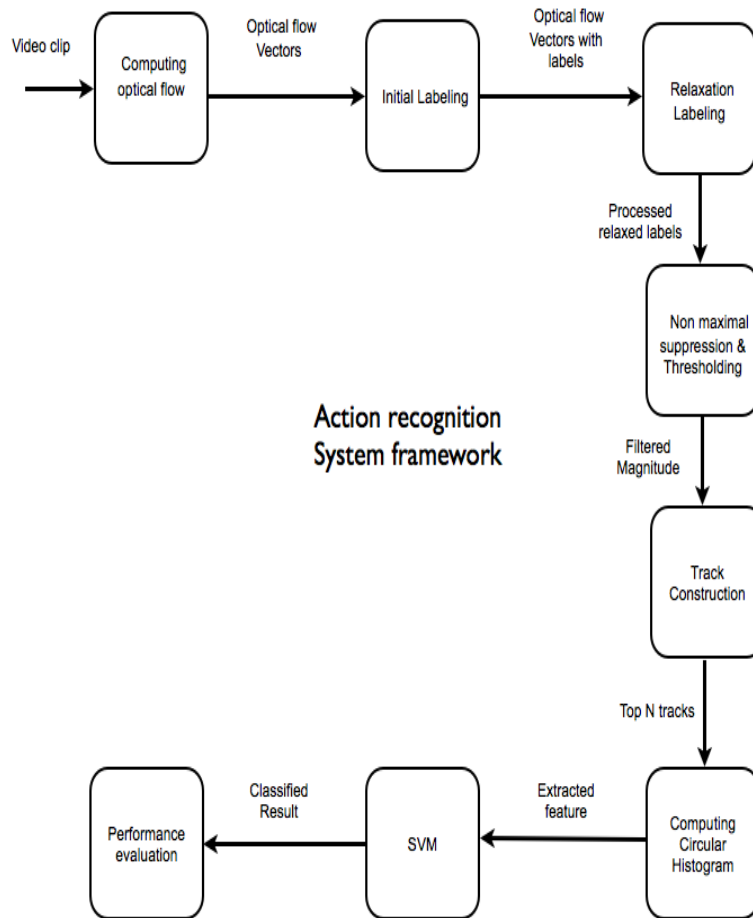 Video clip
Computing
optical flow
Optical flow
Vectors
Initial Labeling
Optical flow
Vectors with
labels
Relaxation
Labeling
Processed
relaxed labels
Non maximal
suppression &
Thresholding
Filtered
Magnitude
Action recognition
System framework
Track
Construction
Top N tracks
Computing
Circular
Histogram
Extracted
feature
SVM
Classified
Result
Performance
evaluation